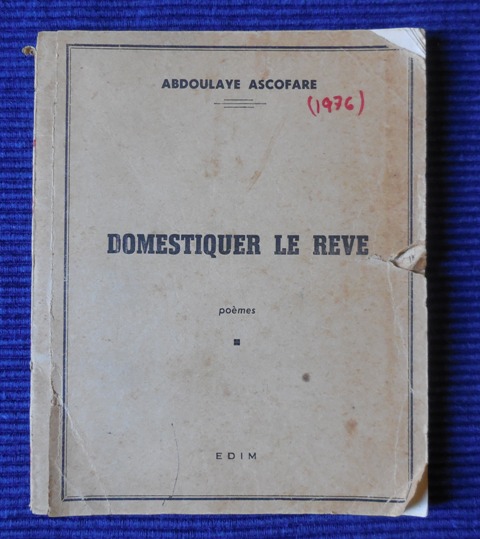 ABDOULAYE ASCOFARE
(1976)
DOMESTIQUER LE REVE
poèmes
EDIM